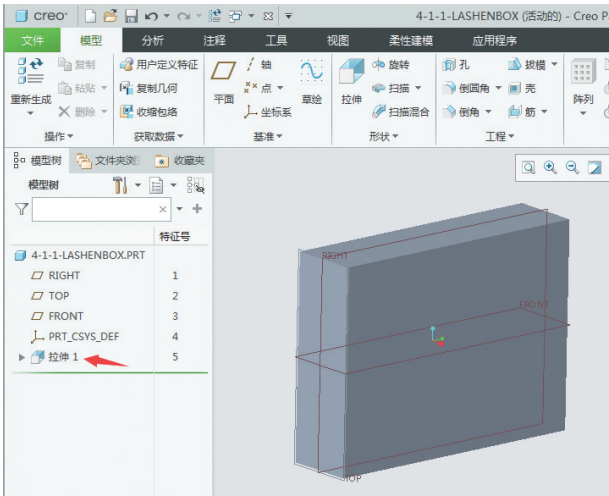 creo 4-1-1-LASHENBOX (活动的) - Creo P
文件 模型 分析 注释 工具 视图 柔性建模 应用程序
重新生成 复制 粘贴 删除
用户定义特征 复制几何 收缩包络
平面 轴 点 坐标系 草绘
拉伸 旋转 扫描 扫描混合
孔 拔模 倒圆角 壳 倒角 筋
阵列
操作 获取数据 基准 形状 工程
模型树 文件夹浏 收藏夹
模型树
特征号
4-1-1-LASHENBOX.PRT
RIGHT 1
TOP 2
FRONT 3
PRT_CSYS_DEF 4
拉伸 1 5
RIGHT
FRONT
TOP